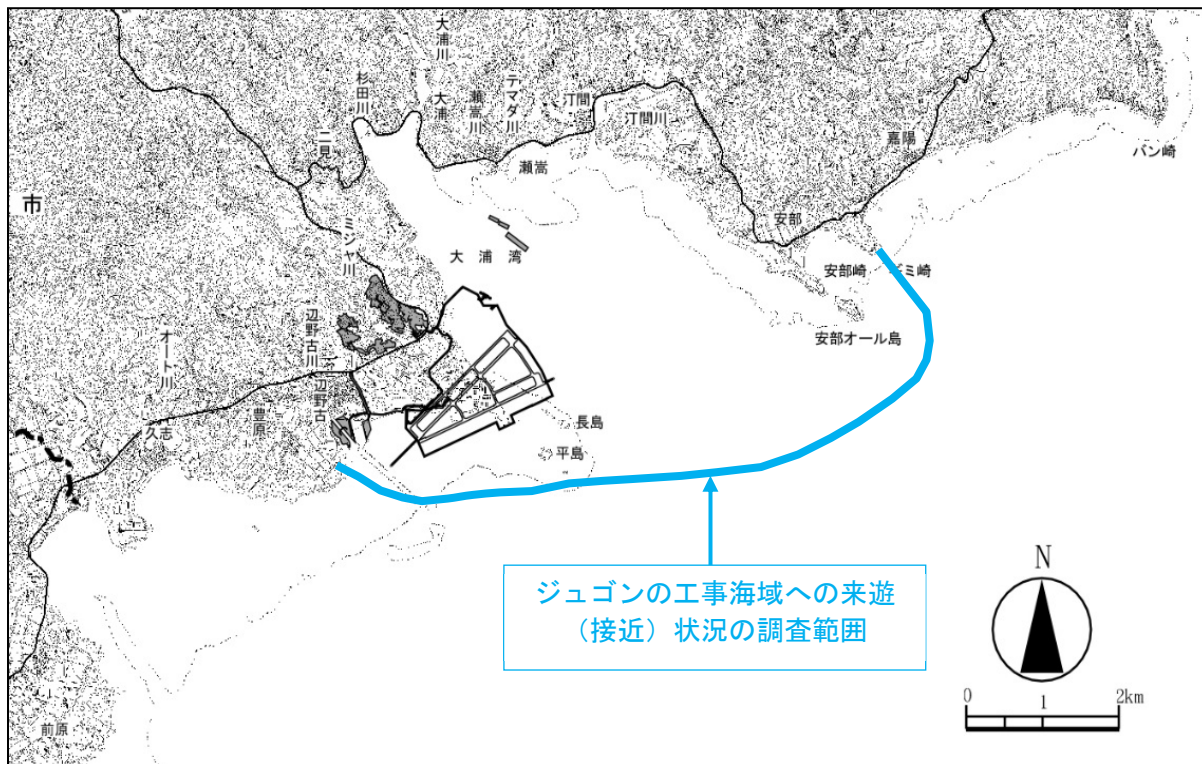 大浦川
杉田川
大浦
瀬嵩川
テマダ川
汀間
汀間川
嘉陽
バン崎
二見
瀬嵩
市
安部
ミジャ川
大浦湾
安部崎
ギミ崎
安部オール島
辺野古川
オート川
辺野古
豊原
久志
長島
平島
ジュゴンの工事海域への来遊
(接近)状況の調査範囲
N
0 1 2km
前原